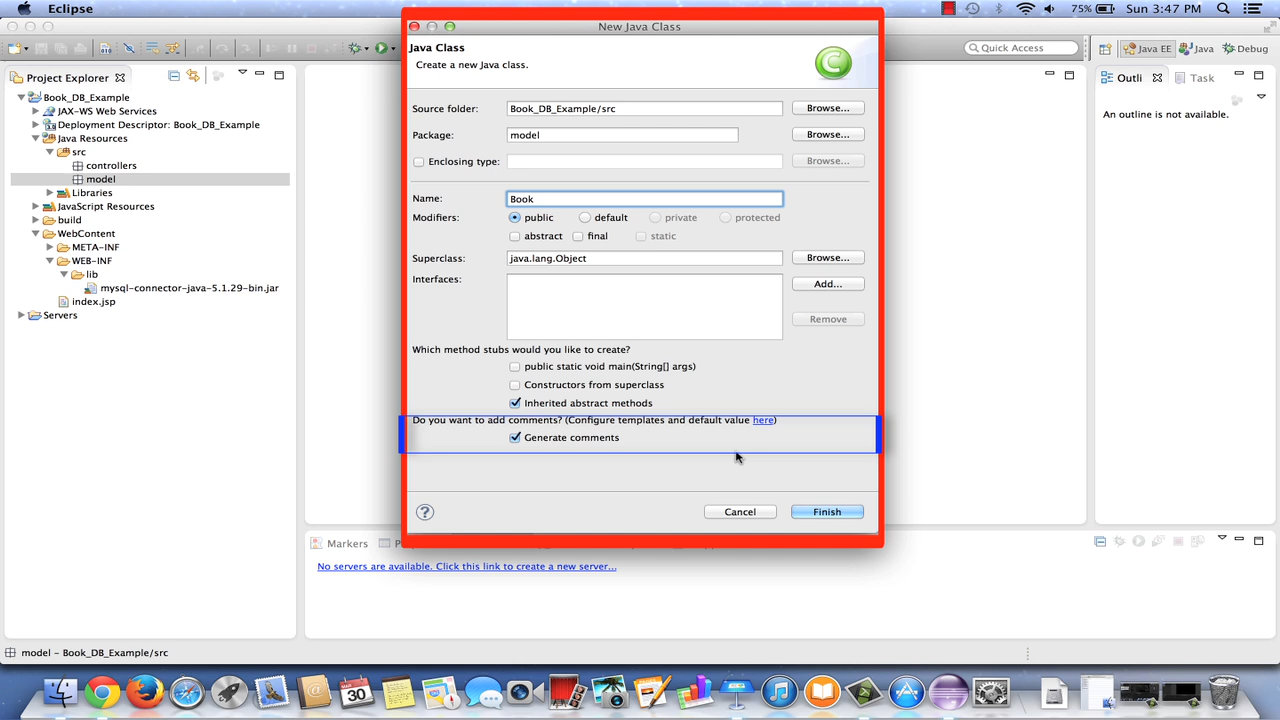 Eclipse
75%
Sun 3:47 PM
New Java Class
Java Class
Create a new Java class.
Source folder: Book_DB_Example/src Browse...
Package: model Browse...
Enclosing type: Browse...
Name: Book
Modifiers: public default private protected
abstract final static
Superclass: java.lang.Object Browse...
Interfaces: Add...
Remove
Which method stubs would you like to create?
public static void main(String[] args)
Constructors from superclass
Inherited abstract methods
Do you want to add comments? (Configure templates and default value here)
Generate comments
? Cancel Finish
Quick Access
Java EE
Java
Debug
Project Explorer
Book_DB_Example
JAX-WS Web Services
Deployment Descriptor: Book_DB_Example
Java Resources
src
controllers
model
Libraries
JavaScript Resources
build
WebContent
META-INF
WEB-INF
lib
mysql-connector-java-5.1.29-bin.jar
index.jsp
Servers
Outli
Task
An outline is not available.
Markers
No servers are available. Click this link to create a new server...
model - Book_DB_Example/src
30